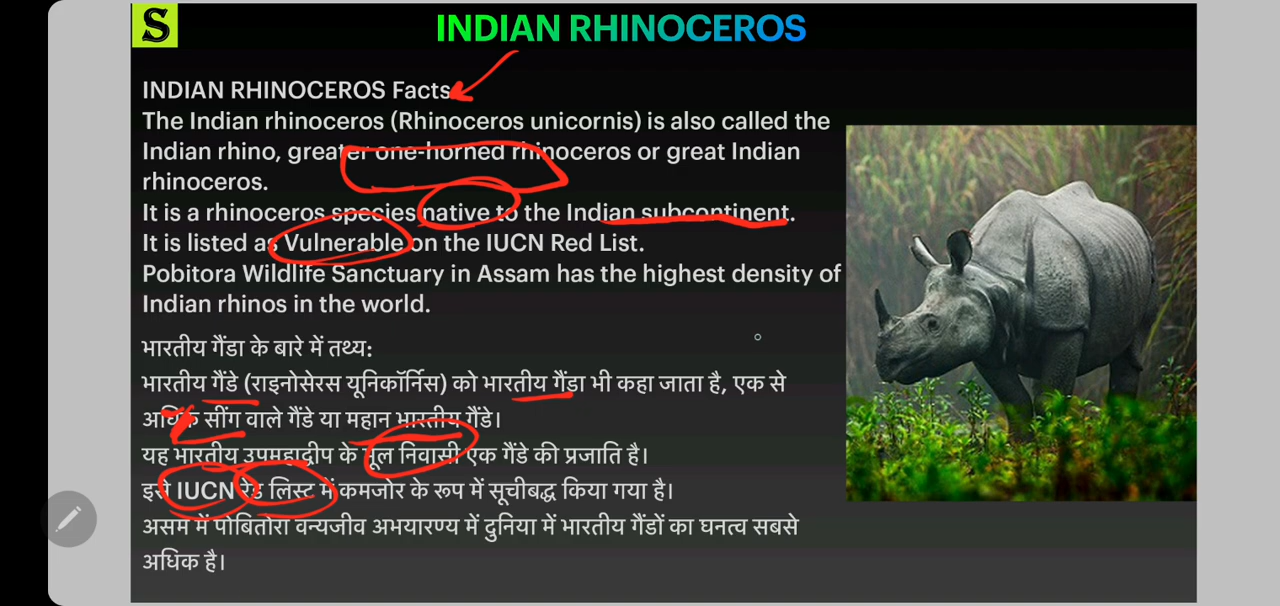 S
INDIAN RHINOCEROS
INDIAN RHINOCEROS Facts
The Indian rhinoceros (Rhinoceros unicornis) is also called the
Indian rhino, greater one-horned rhinoceros or great Indian
rhinoceros.
It is a rhinoceros species native to the Indian subcontinent.
It is listed as Vulnerable on the IUCN Red List.
Pobitora Wildlife Sanctuary in Assam has the highest density of
Indian rhinos in the world.
भारतीय गैंडा के बारे में तथ्य:
भारतीय गैंडे (राइनोसेरस यूनिकॉर्निस) को भारतीय गैंडा भी कहा जाता है, एक से
अधिक सींग वाले गैंडे या महान भारतीय गैंडे।
यह भारतीय उपमहाद्वीप के मूल निवासी एक गैंडे की प्रजाति है।
इसे IUCN रेड लिस्ट में कमजोर के रूप में सूचीबद्ध किया गया है।
असम में पोबितोरा वन्यजीव अभयारण्य में दुनिया में भारतीय गैंडों का घनत्व सबसे
अधिक है।